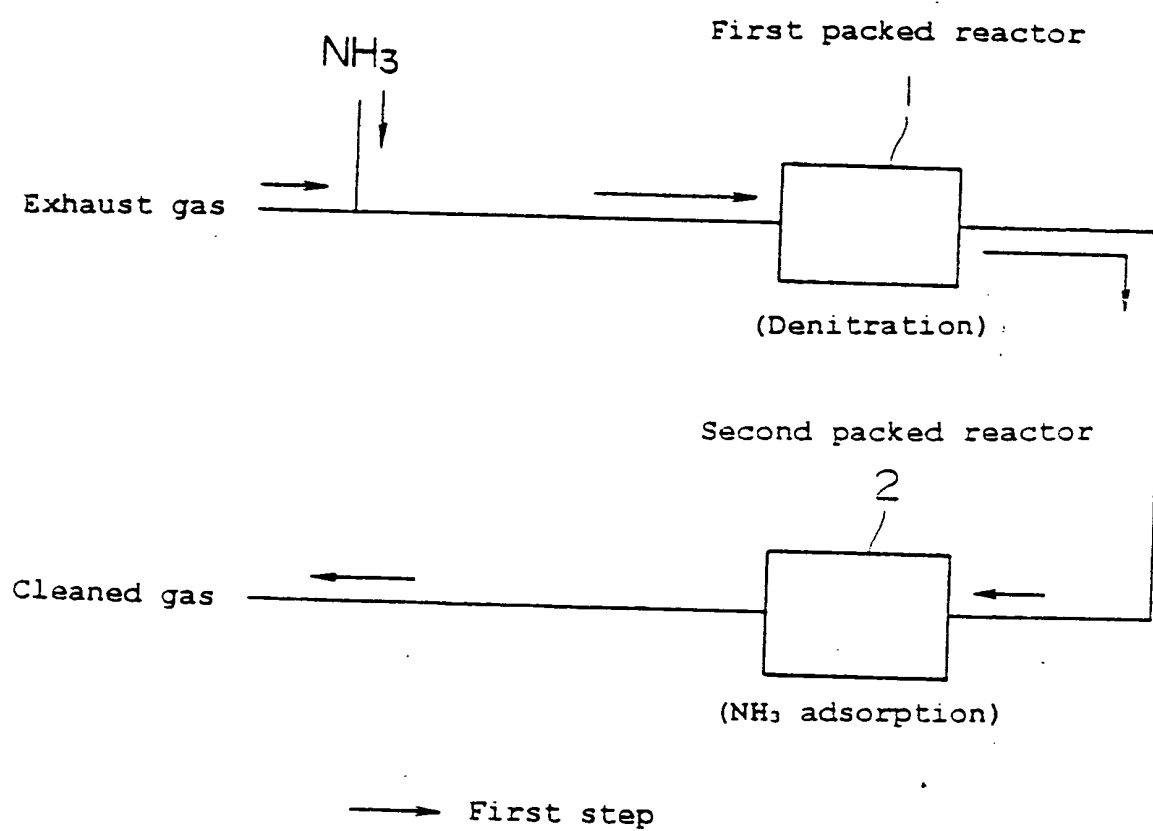 First packed reactor
NH₃
1
Exhaust gas
(Denitration)
Second packed reactor
2
Cleaned gas
(NH₃ adsorption)
First step